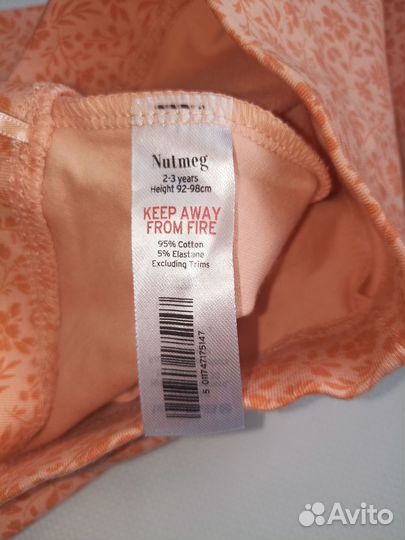 Nutmeg
2-3 years
Height 92-98cm
KEEP AWAY
FROM FIRE
95% Cotton
5% Elastane
Excluding Trims
5 011747175147
Avito